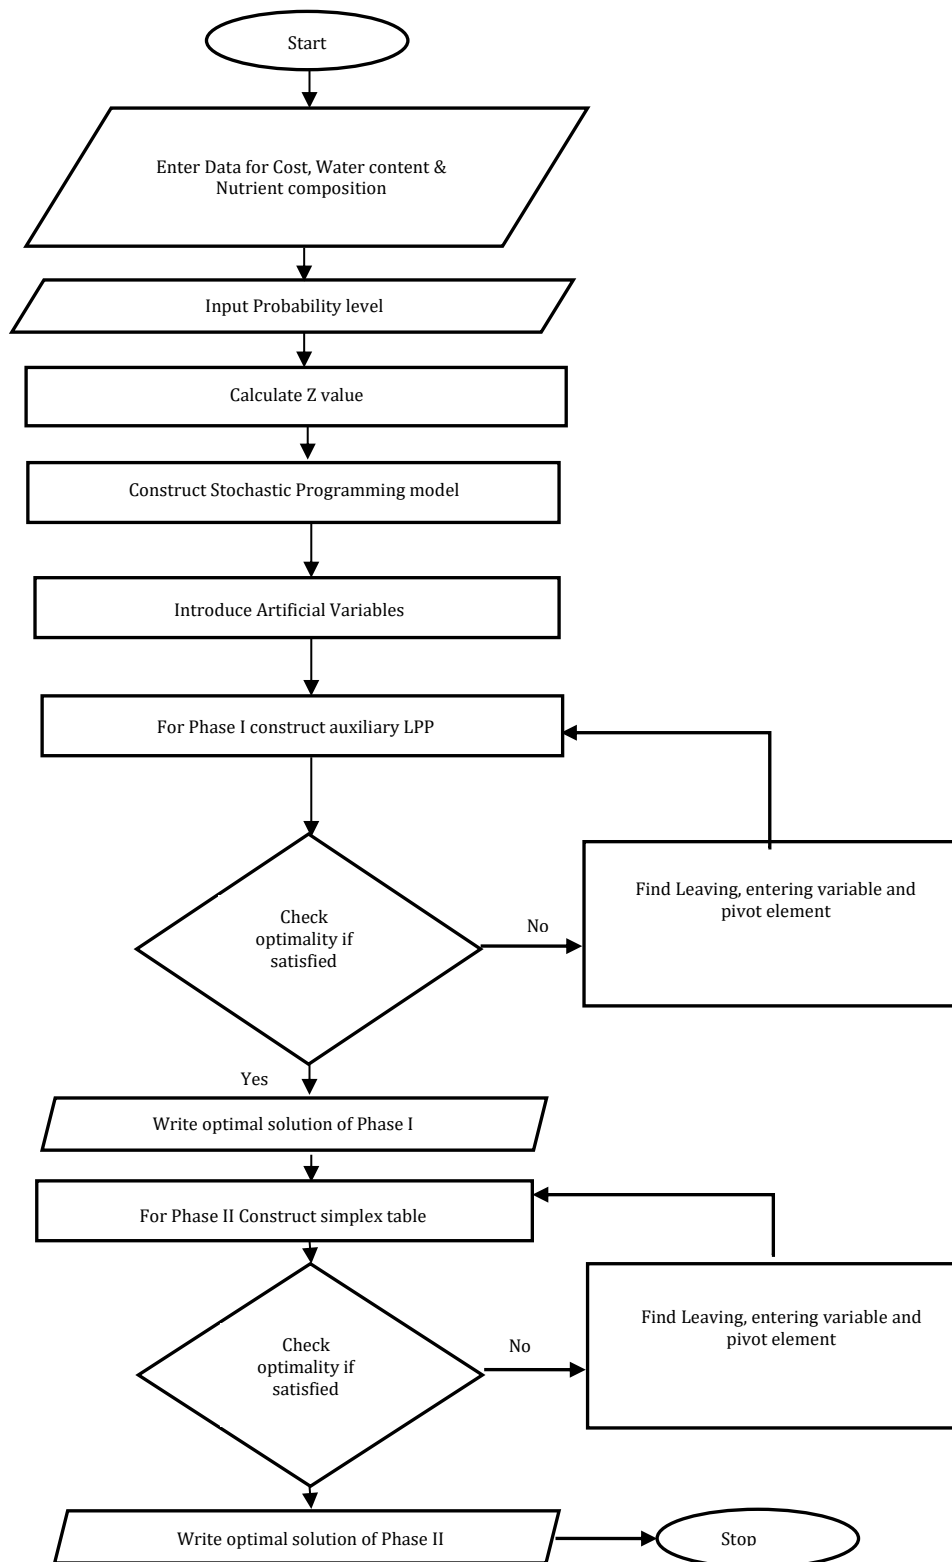 Start
Enter Data for Cost, Water content &
Nutrient composition
Input Probability level
Calculate Z value
Construct Stochastic Programming model
Introduce Artificial Variables
For Phase I construct auxiliary LPP
Check
optimality if
satisfied
No
Find Leaving, entering variable and
pivot element
Yes
Write optimal solution of Phase I
For Phase II Construct simplex table
Check
optimality if
satisfied
No
Find Leaving, entering variable and
pivot element
Write optimal solution of Phase II
Stop